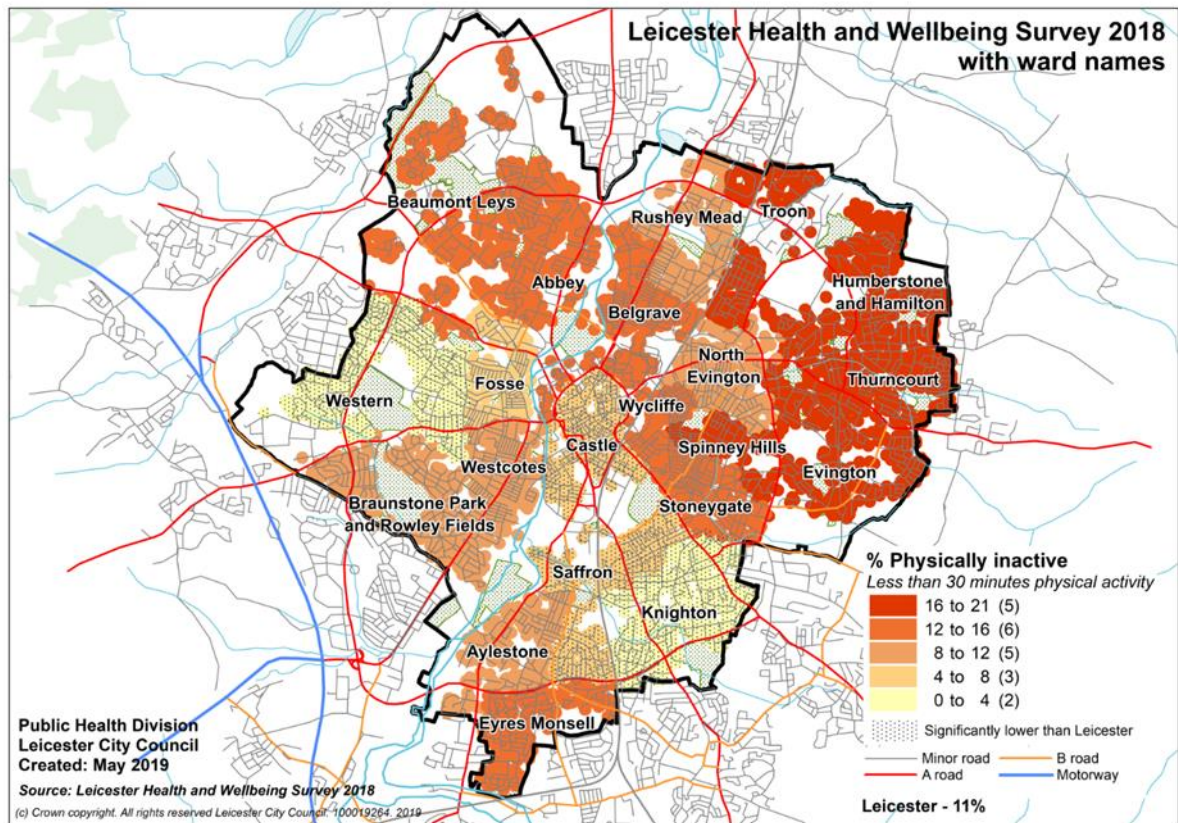 Leicester Health and Wellbeing Survey 2018
with ward names
Beaumont Leys
Rushey Mead
Troon
Abbey
Humberstone
and Hamilton
Belgrave
North
Evington
Fosse
Thurncourt
Western
Wycliffe
Castle
Spinney Hills
Westcotes
Evington
Braunstone Park
and Rowley Fields
Stoneygate
Saffron
Knighton
Aylestone
Eyres Monsell
% Physically inactive
Less than 30 minutes physical activity
16 to 21 (5)
12 to 16 (6)
8 to 12 (5)
4 to 8 (3)
0 to 4 (2)
Significantly lower than Leicester
Minor road
B road
A road
Motorway
Leicester - 11%
Public Health Division
Leicester City Council
Created: May 2019
Source: Leicester Health and Wellbeing Survey 2018
(c) Crown copyright. All rights reserved Leicester City Council. 100019264. 2019